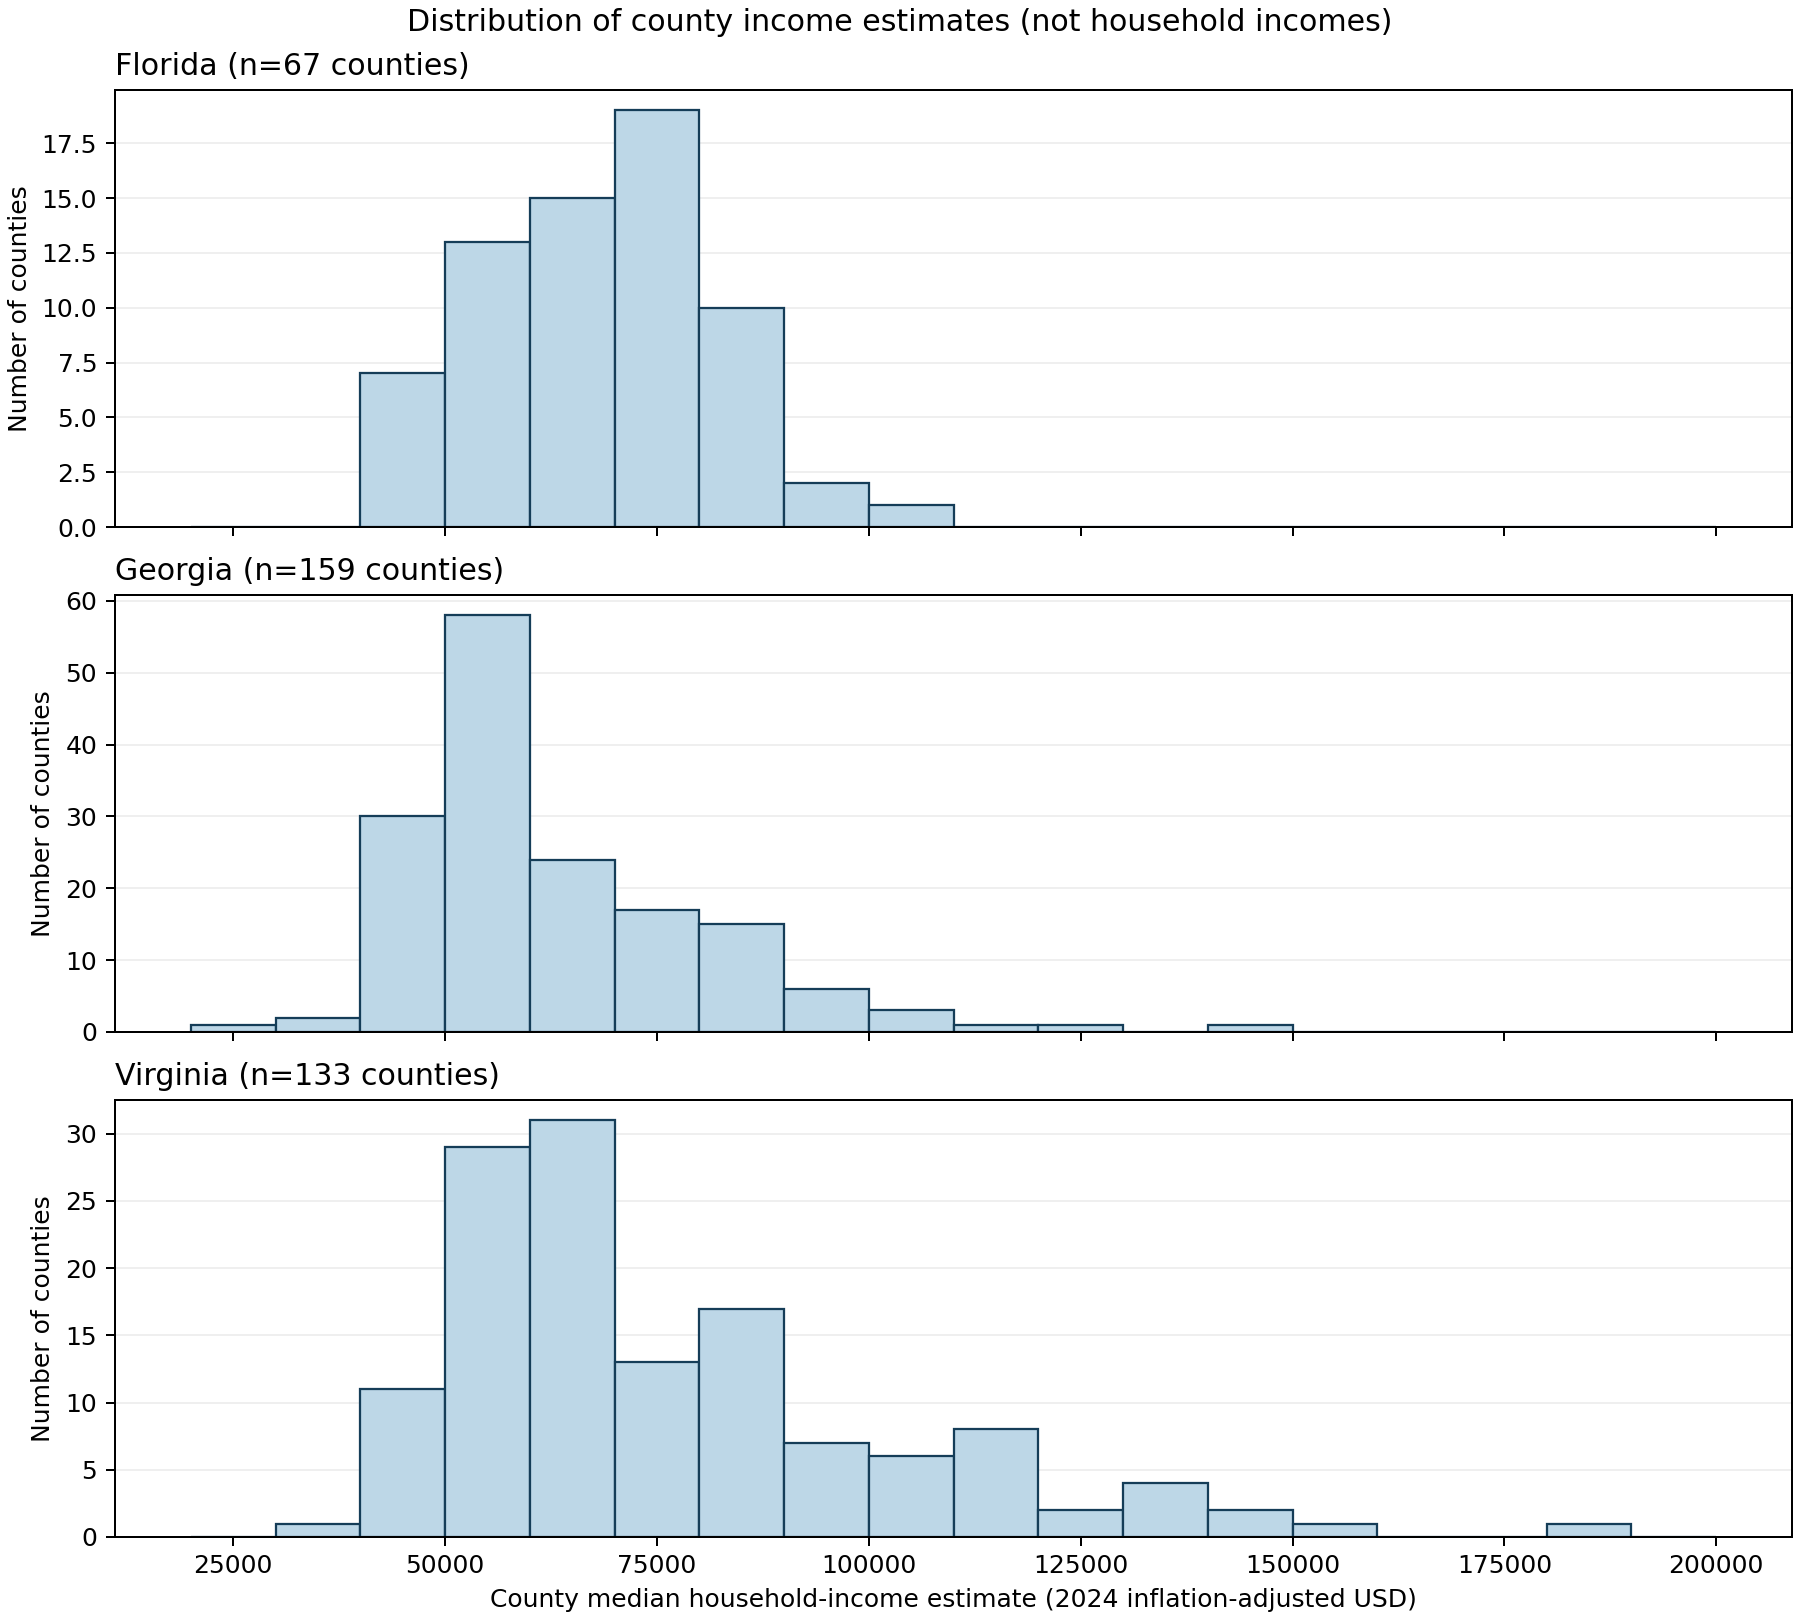 Distribution of county income estimates (not household incomes)
Florida (n=67 counties)
Number of counties
17.5
15.0
12.5
10.0
7.5
5.0
2.5
0.0
Georgia (n=159 counties)
Number of counties
60
50
40
30
20
10
0
Virginia (n=133 counties)
Number of counties
30
25
20
15
10
5
0
25000 50000 75000 100000 125000 150000 175000 200000
County median household-income estimate (2024 inflation-adjusted USD)